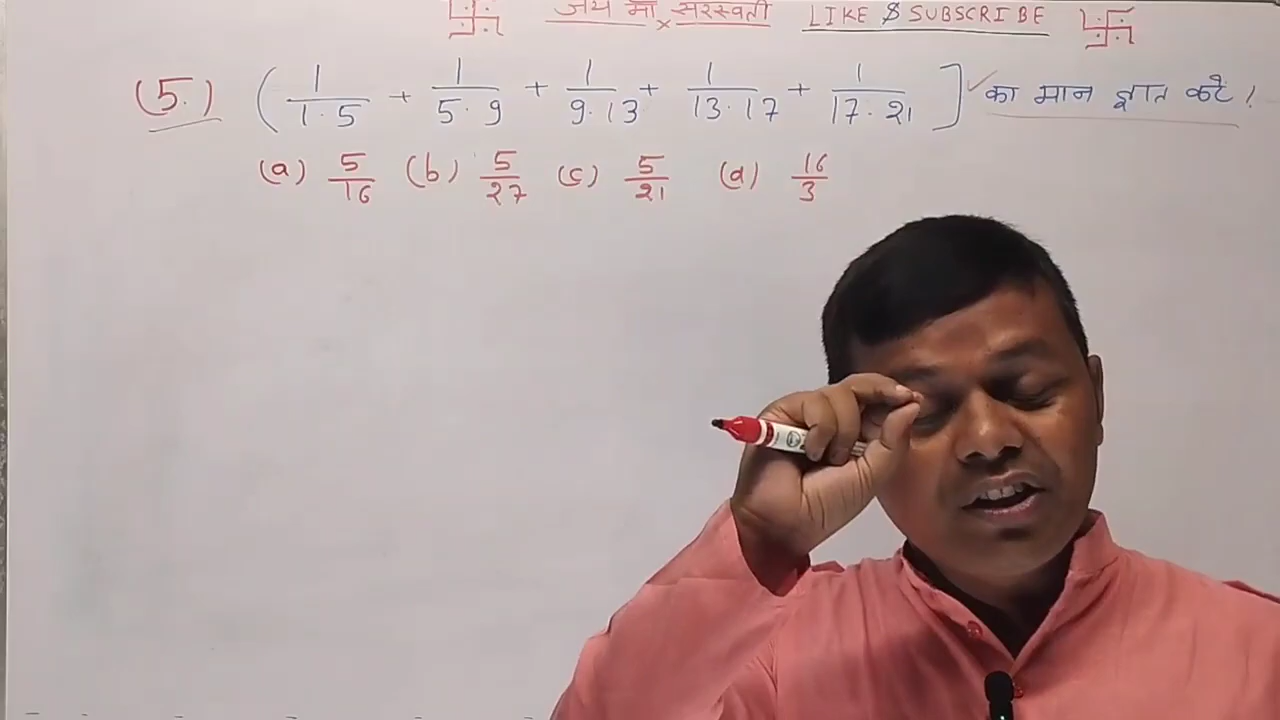 जय माँ सरस्वती LIKE $ SUBSCRIBE
(5.) ( 1/1·5 + 1/5·9 + 1/9·13 + 1/13·17 + 1/17·21 ] का मान ज्ञात करें !
(a) 5/16 (b) 5/27 (c) 5/21 (d) 16/3